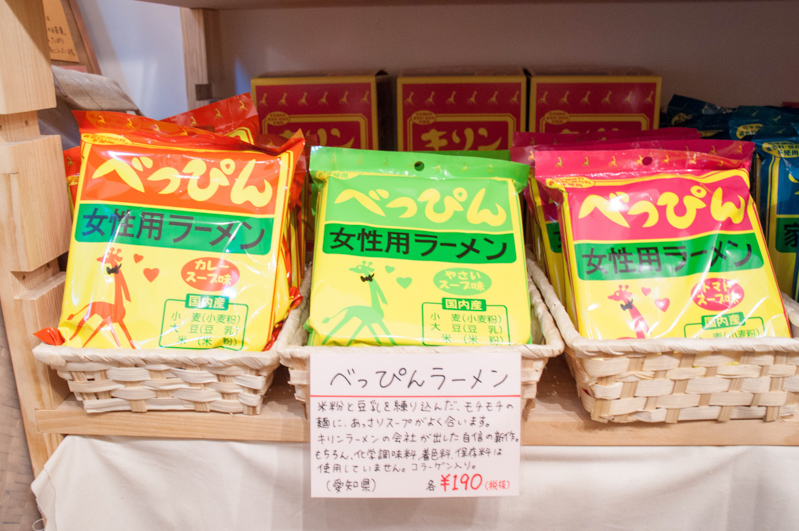 キリン
べっぴん
女性用ラーメン
カレー
スープ味
国内産
小 麦(小麦粉)
大 豆(豆 乳)
米 (米 粉)
べっぴん
女性用ラーメン
やさい
スープ味
国内産
小 麦(小麦粉)
大 豆(豆 乳)
米 (米 粉)
べっぴん
女性用ラーメン
トマト
スープ味
国内産
小 麦(小麦粉)
べっぴんラーメン
米粉と豆乳を練り込んだ、モチモチの
麺に、あっさりスープがよく合います。
キリンラーメンの会社が出した自信の新作。
もちろん、化学調味料、着色料、保存料は
使用していません。コラーゲン入り。
(愛知県) 各¥190(税抜)